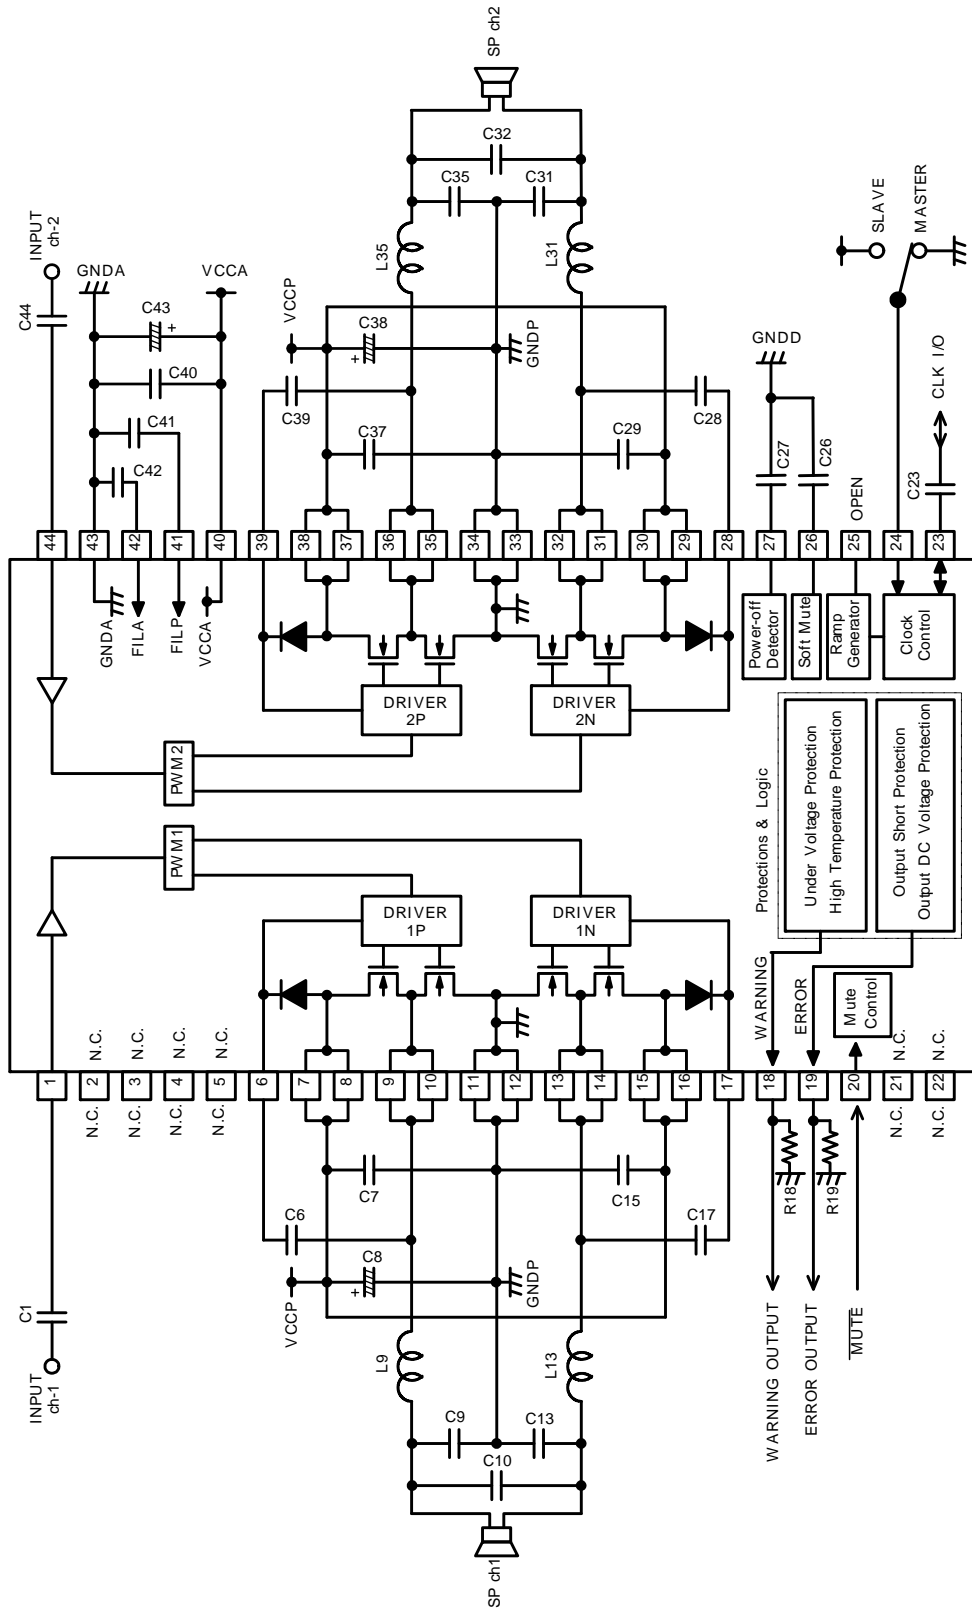 INPUT
ch-1
C1
1
2
3
4
5
6
7
8
9
10
11
12
13
14
15
16
17
18
19
20
21
22
N.C.
N.C.
N.C.
N.C.
N.C.
N.C.
N.C.
N.C.
N.C.
N.C.
N.C.
N.C.
C6
C7
C8
VCCP
GNDP
C15
C17
L9
L13
C9
C13
C10
SP ch1
R18
R19
WARNING OUTPUT
ERROR OUTPUT
MUTE
WARNING
ERROR
Mute
Control
PWM1
DRIVER
1P
DRIVER
1N
PWM2
DRIVER
2P
DRIVER
2N
Protections & Logic
Under Voltage Protection
High Temperature Protection
Output Short Protection
Output DC Voltage Protection
GNDA
FILA
FILP
VCCA
Power-off
Detector
Soft Mute
Ramp
Generator
Clock
Control
44
43
42
41
40
39
38
37
36
35
34
33
32
31
30
29
28
27
26
25
24
23
C44
INPUT
ch-2
GNDA
C43
+
C40
C41
C42
VCCA
C39
C37
C38
+
VCCP
GNDP
C29
C28
L35
L31
C35
C31
C32
SP ch2
C27
C26
GNDD
OPEN
C23
CLK I/O
SLAVE
MASTER
+